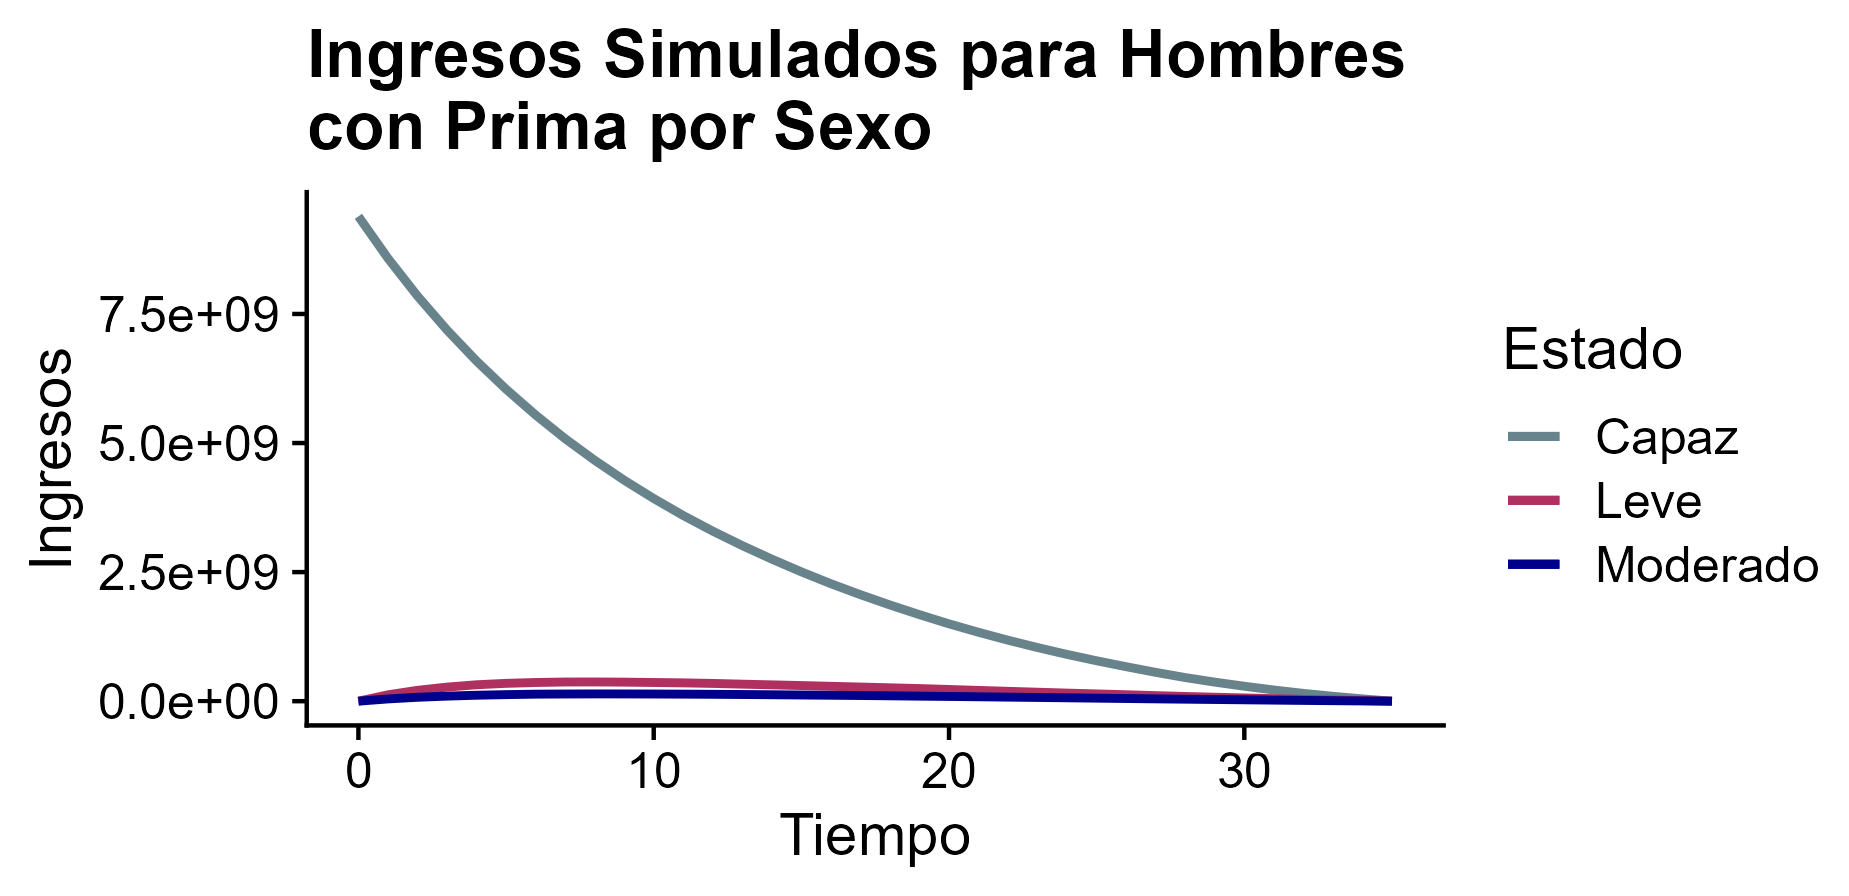 Ingresos Simulados para Hombres
con Prima por Sexo
Ingresos
7.5e+09
5.0e+09
2.5e+09
0.0e+00
0
10
20
30
Tiempo
Estado
Capaz
Leve
Moderado